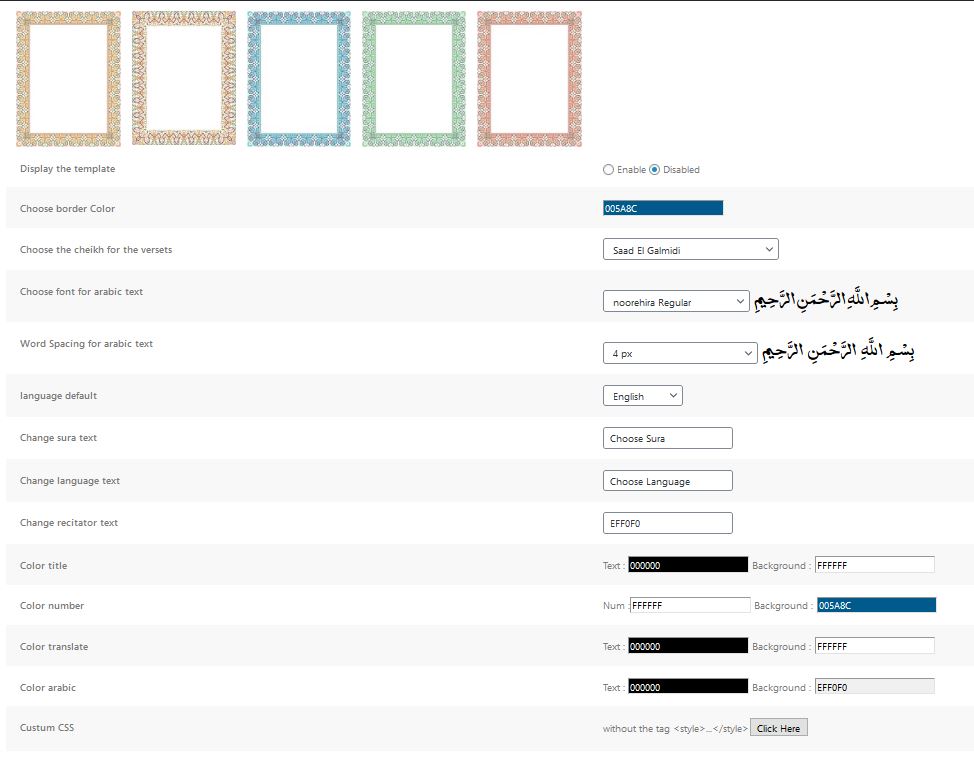 Display the template Enable Disabled
Choose border Color 005A8C
Choose the cheikh for the versets Saad El Galmidi
Choose font for arabic text noorehira Regular بِسْمِ اللَّهِ الرَّحْمَنِ الرَّحِيمِ
Word Spacing for arabic text 4 px بِسْمِ اللَّهِ الرَّحْمَنِ الرَّحِيمِ
language default English
Change sura text Choose Sura
Change language text Choose Language
Change recitator text EFF0F0
Color title Text : 000000 Background : FFFFFF
Color number Num : FFFFFF Background : 005A8C
Color translate Text : 000000 Background : FFFFFF
Color arabic Text : 000000 Background : EFF0F0
Custum CSS without the tag <style>...</style> Click Here